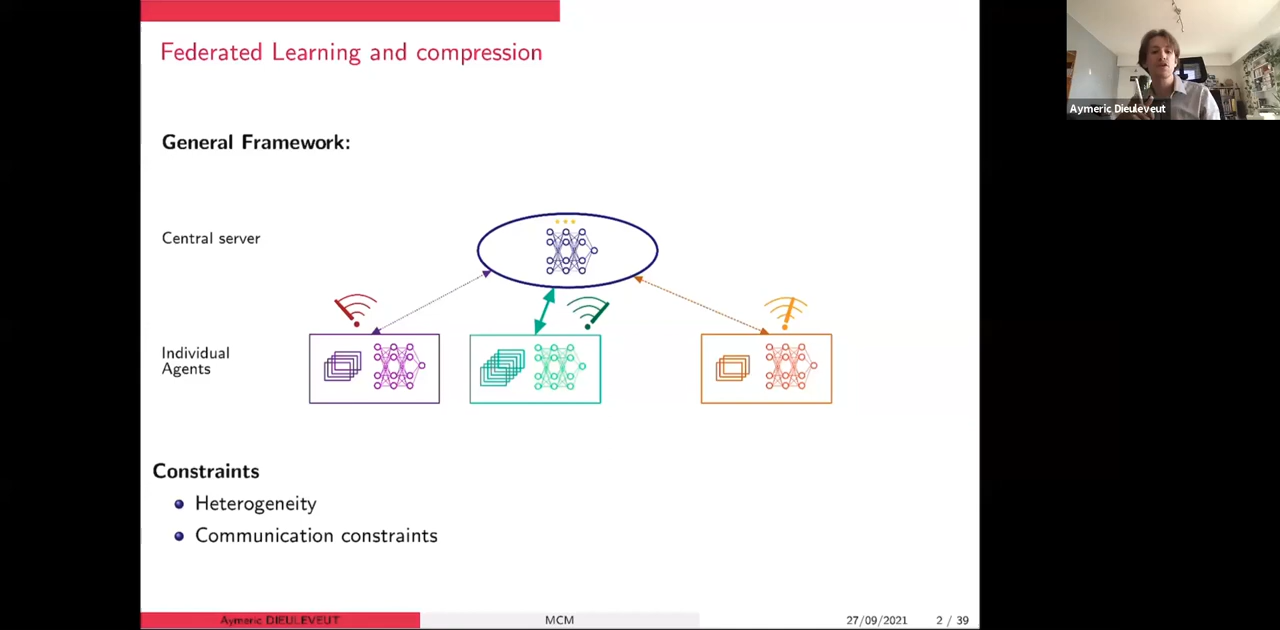 Federated Learning and compression
Aymeric Dieuleveut
General Framework:
Central server
Individual
Agents
Constraints
Heterogeneity
Communication constraints
Aymeric DIEULEVEUT
MCM
27/09/2021
2 / 39